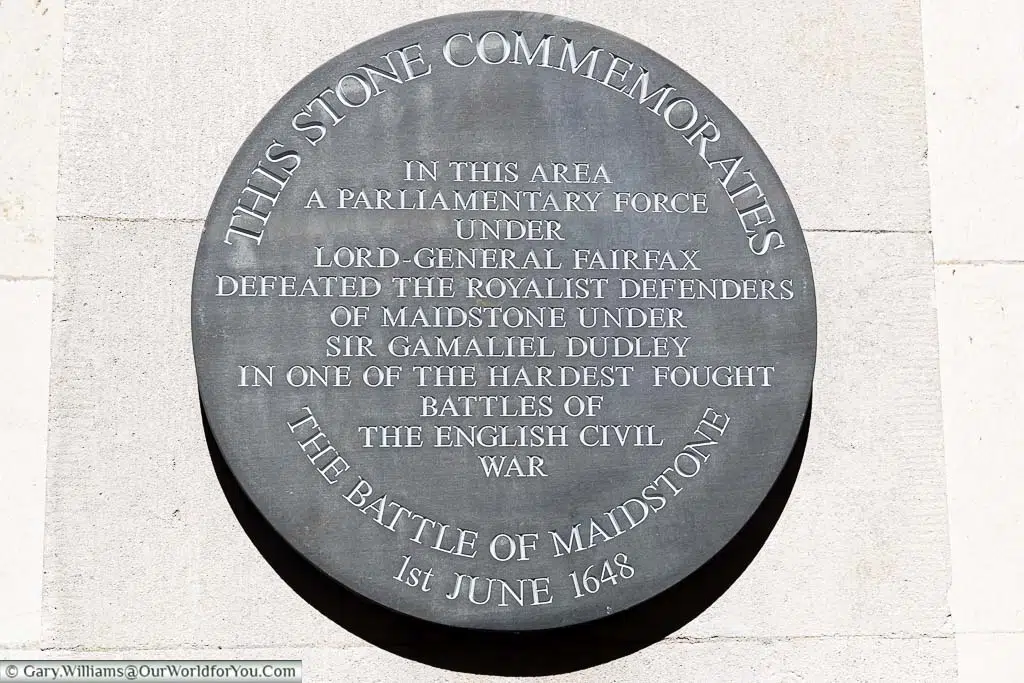 THIS STONE COMMEMORATES
IN THIS AREA
A PARLIAMENTARY FORCE
UNDER
LORD-GENERAL FAIRFAX
DEFEATED THE ROYALIST DEFENDERS
OF MAIDSTONE UNDER
SIR GAMALIEL DUDLEY
IN ONE OF THE HARDEST FOUGHT
BATTLES OF
THE ENGLISH CIVIL
WAR
THE BATTLE OF MAIDSTONE
1st JUNE 1648
© Gary.Williams@OurWorldforYou.Com